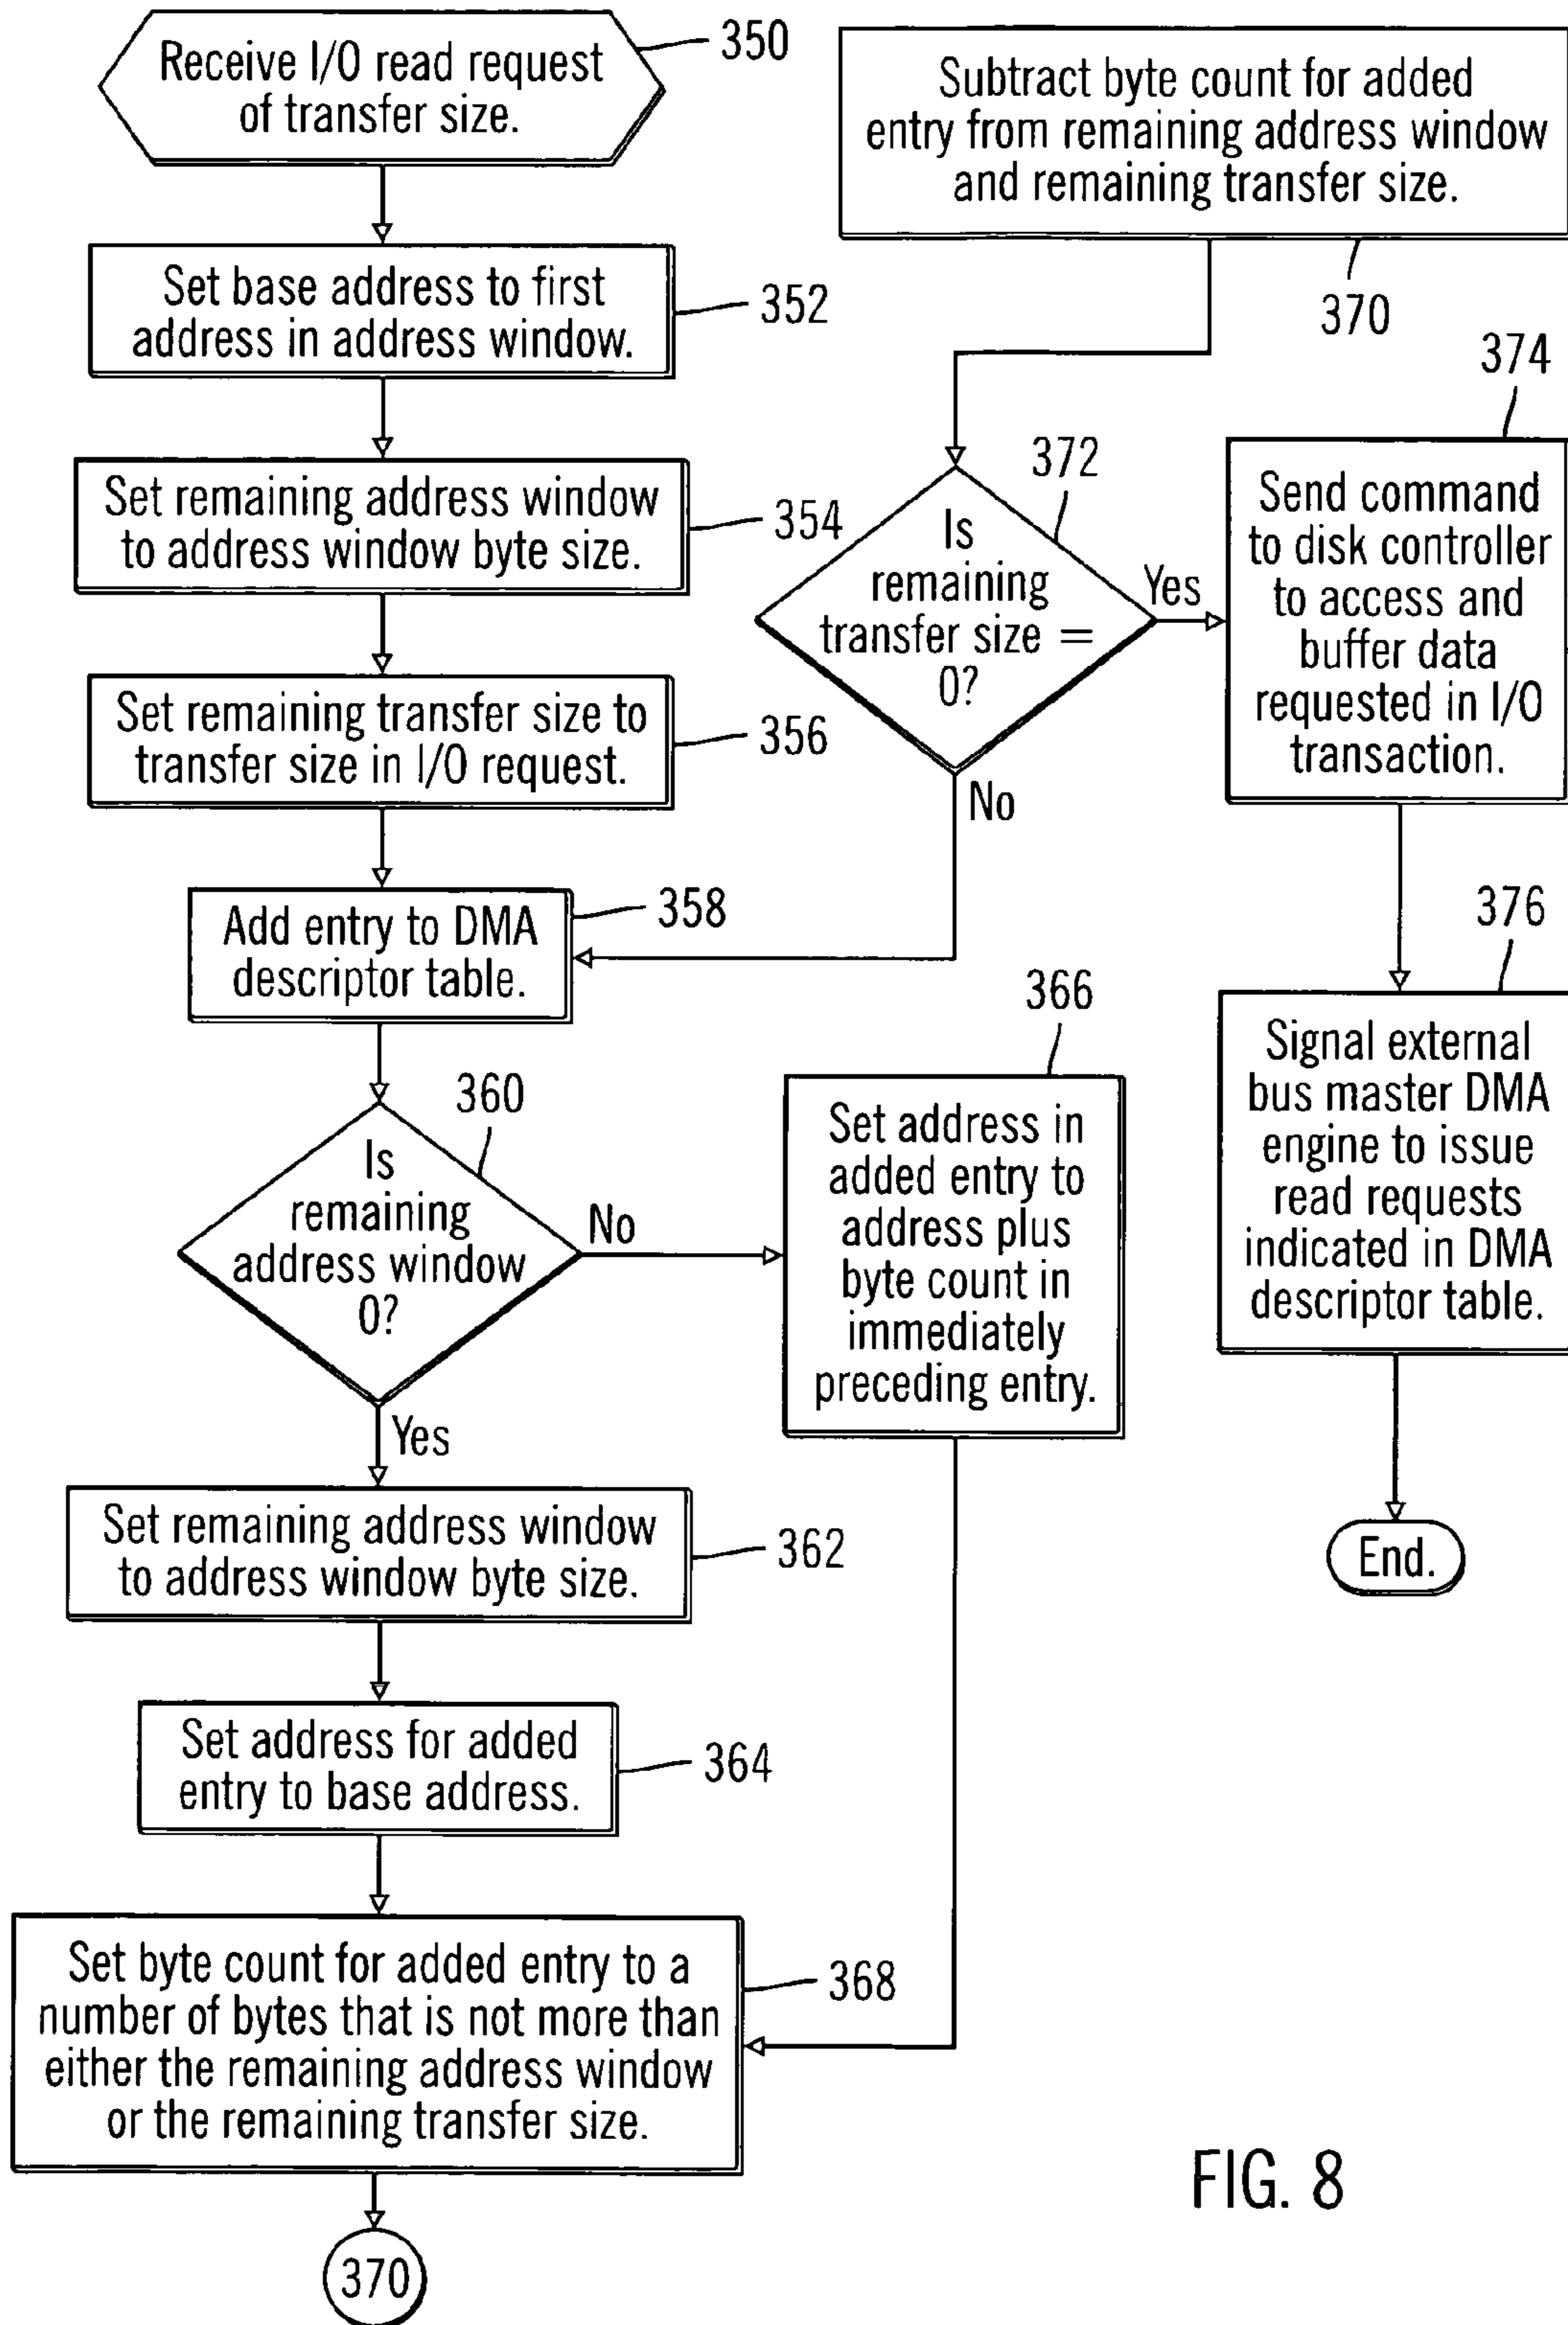 Receive I/O read request
of transfer size.
350
Set base address to first
address in address window.
352
Set remaining address window
to address window byte size.
354
Set remaining transfer size to
transfer size in I/O request.
356
Add entry to DMA
descriptor table.
358
Is
remaining
address window
0?
360
No
Yes
Set remaining address window
to address window byte size.
362
Set address for added
entry to base address.
364
Set address in
added entry to
address plus
byte count in
immediately
preceding entry.
366
Set byte count for added entry to a
number of bytes that is not more than
either the remaining address window
or the remaining transfer size.
368
370
Subtract byte count for added
entry from remaining address window
and remaining transfer size.
370
Is
remaining
transfer size =
0?
372
Yes
No
Send command
to disk controller
to access and
buffer data
requested in I/O
transaction.
374
Signal external
bus master DMA
engine to issue
read requests
indicated in DMA
descriptor table.
376
End.
FIG. 8